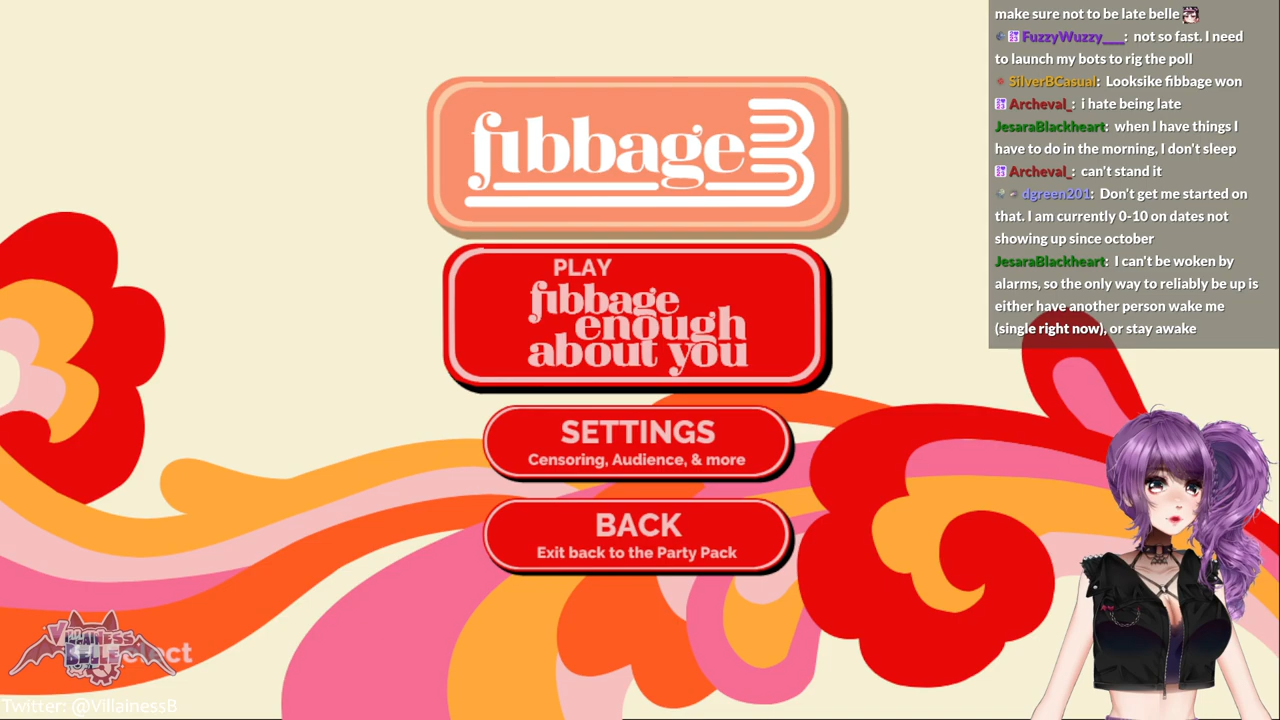 fibbage 3
PLAY
fibbage
enough
about you
SETTINGS
Censoring, Audience, & more
BACK
Exit back to the Party Pack
make sure not to be late belle
FuzzyWuzzy___: not so fast. I need
to launch my bots to rig the poll
SilverBCasual: Looksike fibbage won
Archeval_: i hate being late
JesaraBlackheart: when I have things I
have to do in the morning, I don't sleep
Archeval_: can't stand it
dgreen201: Don't get me started on
that. I am currently 0-10 on dates not
showing up since october
JesaraBlackheart: I can't be woken by
alarms, so the only way to reliably be up is
either have another person wake me
(single right now), or stay awake
VILLAINESS
BELLE
Twitter: @VillainessB